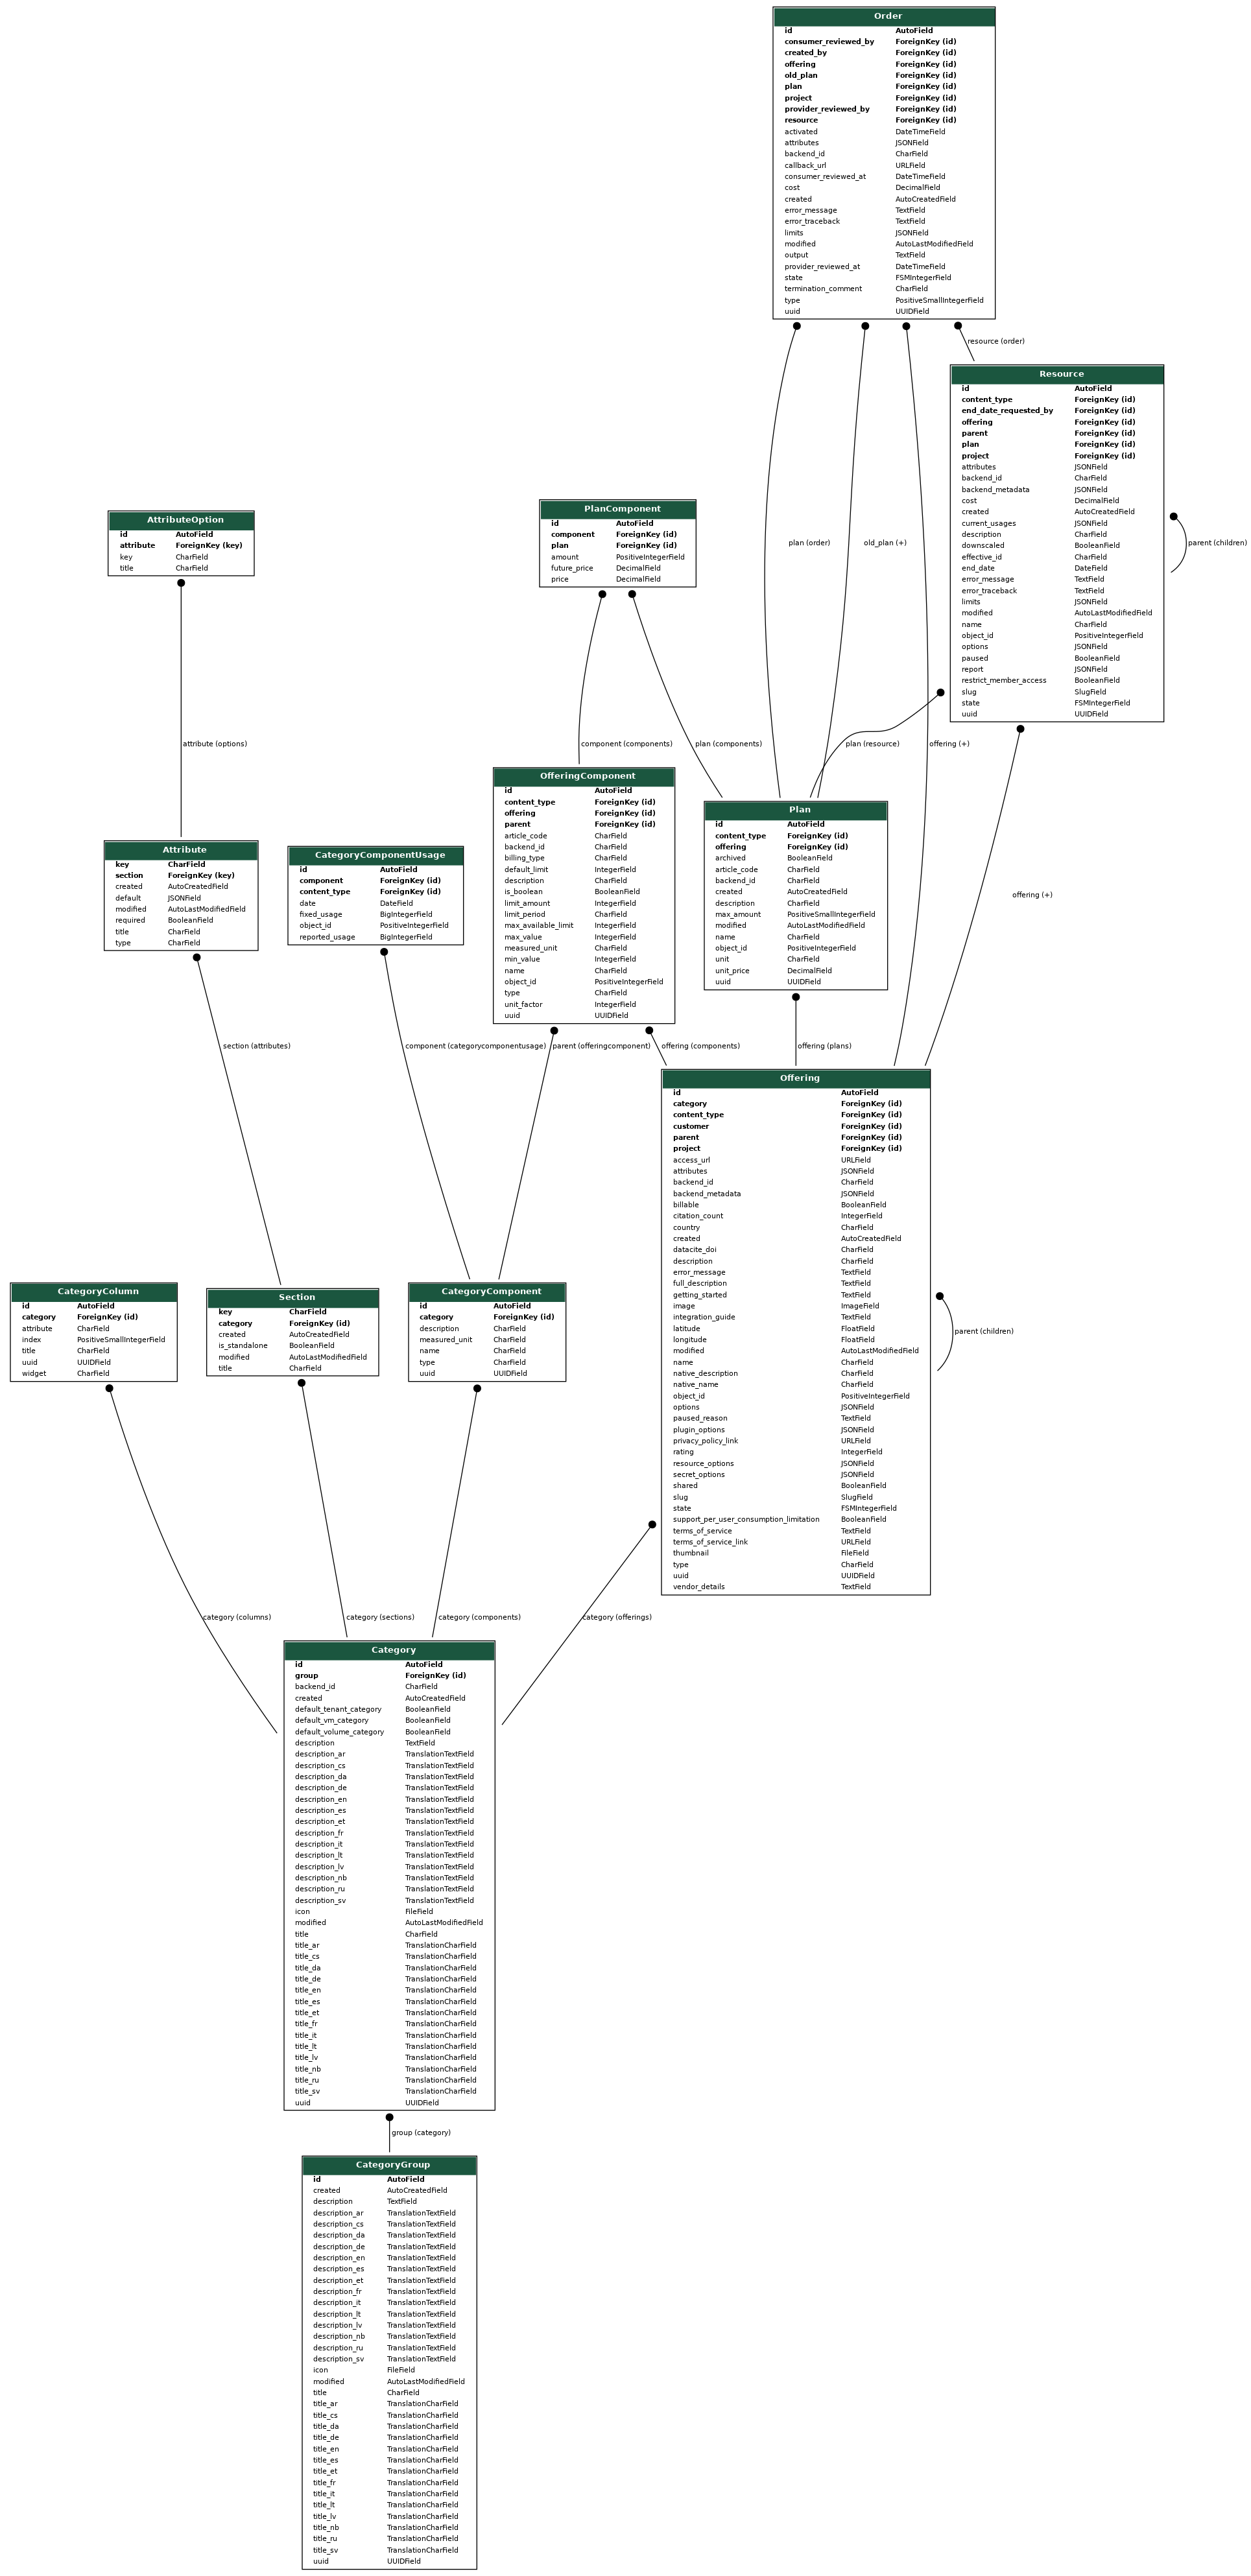 Order
id AutoField
consumer_reviewed_by ForeignKey (id)
created_by ForeignKey (id)
offering ForeignKey (id)
old_plan ForeignKey (id)
plan ForeignKey (id)
project ForeignKey (id)
provider_reviewed_by ForeignKey (id)
resource ForeignKey (id)
activated DateTimeField
attributes JSONField
backend_id CharField
callback_url URLField
consumer_reviewed_at DateTimeField
cost DecimalField
created AutoCreatedField
error_message TextField
error_traceback TextField
limits JSONField
modified AutoLastModifiedField
output TextField
provider_reviewed_at DateTimeField
state FSMIntegerField
termination_comment CharField
type PositiveSmallIntegerField
uuid UUIDField
resource (order)
Resource
id AutoField
content_type ForeignKey (id)
end_date_requested_by ForeignKey (id)
offering ForeignKey (id)
parent ForeignKey (id)
plan ForeignKey (id)
project ForeignKey (id)
attributes JSONField
backend_id CharField
backend_metadata JSONField
cost DecimalField
created AutoCreatedField
current_usages JSONField
description CharField
downscaled BooleanField
effective_id CharField
end_date DateField
error_message TextField
error_traceback TextField
limits JSONField
modified AutoLastModifiedField
name CharField
object_id PositiveIntegerField
options JSONField
paused BooleanField
report JSONField
restrict_member_access BooleanField
slug SlugField
state FSMIntegerField
uuid UUIDField
parent (children)
AttributeOption
id AutoField
attribute ForeignKey (key)
key CharField
title CharField
PlanComponent
id AutoField
component ForeignKey (id)
plan ForeignKey (id)
amount PositiveIntegerField
future_price DecimalField
price DecimalField
plan (order)
old_plan (+)
attribute (options)
component (components)
plan (components)
plan (resource)
offering (+)
OfferingComponent
id AutoField
content_type ForeignKey (id)
offering ForeignKey (id)
parent ForeignKey (id)
article_code CharField
backend_id CharField
billing_type CharField
default_limit IntegerField
description CharField
is_boolean BooleanField
limit_amount IntegerField
limit_period CharField
max_available_limit IntegerField
max_value IntegerField
measured_unit CharField
min_value IntegerField
name CharField
object_id PositiveIntegerField
type CharField
unit_factor IntegerField
uuid UUIDField
Plan
id AutoField
content_type ForeignKey (id)
offering ForeignKey (id)
archived BooleanField
article_code CharField
backend_id CharField
created AutoCreatedField
description CharField
max_amount PositiveSmallIntegerField
modified AutoLastModifiedField
name CharField
object_id PositiveIntegerField
unit CharField
unit_price DecimalField
uuid UUIDField
Attribute
key CharField
section ForeignKey (key)
created AutoCreatedField
default JSONField
modified AutoLastModifiedField
required BooleanField
title CharField
type CharField
CategoryComponentUsage
id AutoField
component ForeignKey (id)
content_type ForeignKey (id)
date DateField
fixed_usage BigIntegerField
object_id PositiveIntegerField
reported_usage BigIntegerField
offering (+)
section (attributes)
component (categorycomponentusage)
parent (offeringcomponent)
offering (components)
offering (plans)
Offering
id AutoField
category ForeignKey (id)
content_type ForeignKey (id)
customer ForeignKey (id)
parent ForeignKey (id)
project ForeignKey (id)
access_url URLField
attributes JSONField
backend_id CharField
backend_metadata JSONField
billable BooleanField
citation_count IntegerField
country CharField
created AutoCreatedField
datacite_doi CharField
description CharField
error_message TextField
full_description TextField
getting_started TextField
image ImageField
integration_guide TextField
latitude FloatField
longitude FloatField
modified AutoLastModifiedField
name CharField
native_description CharField
native_name CharField
object_id PositiveIntegerField
options JSONField
paused_reason TextField
plugin_options JSONField
privacy_policy_link URLField
rating IntegerField
resource_options JSONField
secret_options JSONField
shared BooleanField
slug SlugField
state FSMIntegerField
support_per_user_consumption_limitation BooleanField
terms_of_service TextField
terms_of_service_link URLField
thumbnail FileField
type CharField
uuid UUIDField
vendor_details TextField
parent (children)
CategoryColumn
id AutoField
category ForeignKey (id)
attribute CharField
index PositiveSmallIntegerField
title CharField
uuid UUIDField
widget CharField
Section
key CharField
category ForeignKey (id)
created AutoCreatedField
is_standalone BooleanField
modified AutoLastModifiedField
title CharField
CategoryComponent
id AutoField
category ForeignKey (id)
description CharField
measured_unit CharField
name CharField
type CharField
uuid UUIDField
category (columns)
category (sections)
category (components)
category (offerings)
Category
id AutoField
group ForeignKey (id)
backend_id CharField
created AutoCreatedField
default_tenant_category BooleanField
default_vm_category BooleanField
default_volume_category BooleanField
description TextField
description_ar TranslationTextField
description_cs TranslationTextField
description_da TranslationTextField
description_de TranslationTextField
description_en TranslationTextField
description_es TranslationTextField
description_et TranslationTextField
description_fr TranslationTextField
description_it TranslationTextField
description_lt TranslationTextField
description_lv TranslationTextField
description_nb TranslationTextField
description_ru TranslationTextField
description_sv TranslationTextField
icon FileField
modified AutoLastModifiedField
title CharField
title_ar TranslationCharField
title_cs TranslationCharField
title_da TranslationCharField
title_de TranslationCharField
title_en TranslationCharField
title_es TranslationCharField
title_et TranslationCharField
title_fr TranslationCharField
title_it TranslationCharField
title_lt TranslationCharField
title_lv TranslationCharField
title_nb TranslationCharField
title_ru TranslationCharField
title_sv TranslationCharField
uuid UUIDField
group (category)
CategoryGroup
id AutoField
created AutoCreatedField
description TextField
description_ar TranslationTextField
description_cs TranslationTextField
description_da TranslationTextField
description_de TranslationTextField
description_en TranslationTextField
description_es TranslationTextField
description_et TranslationTextField
description_fr TranslationTextField
description_it TranslationTextField
description_lt TranslationTextField
description_lv TranslationTextField
description_nb TranslationTextField
description_ru TranslationTextField
description_sv TranslationTextField
icon FileField
modified AutoLastModifiedField
title CharField
title_ar TranslationCharField
title_cs TranslationCharField
title_da TranslationCharField
title_de TranslationCharField
title_en TranslationCharField
title_es TranslationCharField
title_et TranslationCharField
title_fr TranslationCharField
title_it TranslationCharField
title_lt TranslationCharField
title_lv TranslationCharField
title_nb TranslationCharField
title_ru TranslationCharField
title_sv TranslationCharField
uuid UUIDField